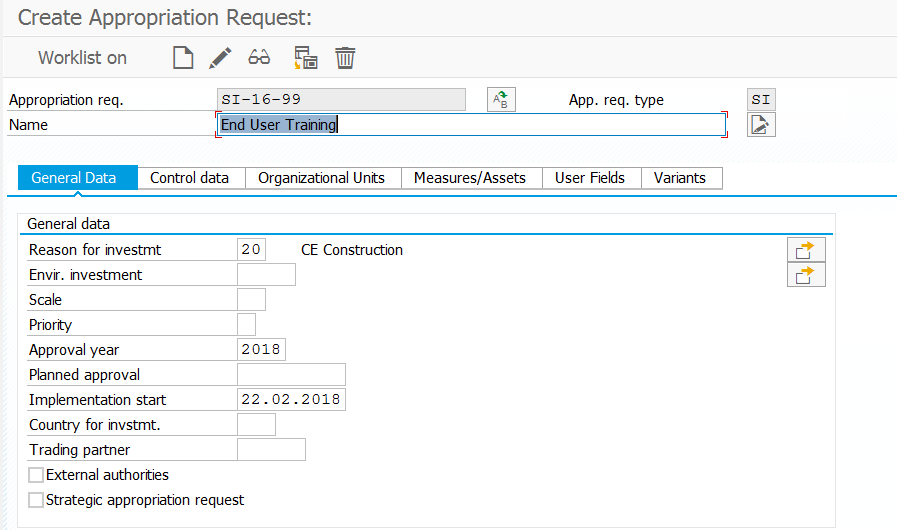 Create Appropriation Request:
Worklist on
Appropriation req. SI-16-99 A B App. req. type SI
Name End User Training
General Data Control data Organizational Units Measures/Assets User Fields Variants
General data
Reason for investmt 20 CE Construction
Envir. investment
Scale
Priority
Approval year 2018
Planned approval
Implementation start 22.02.2018
Country for invstmt.
Trading partner
External authorities
Strategic appropriation request